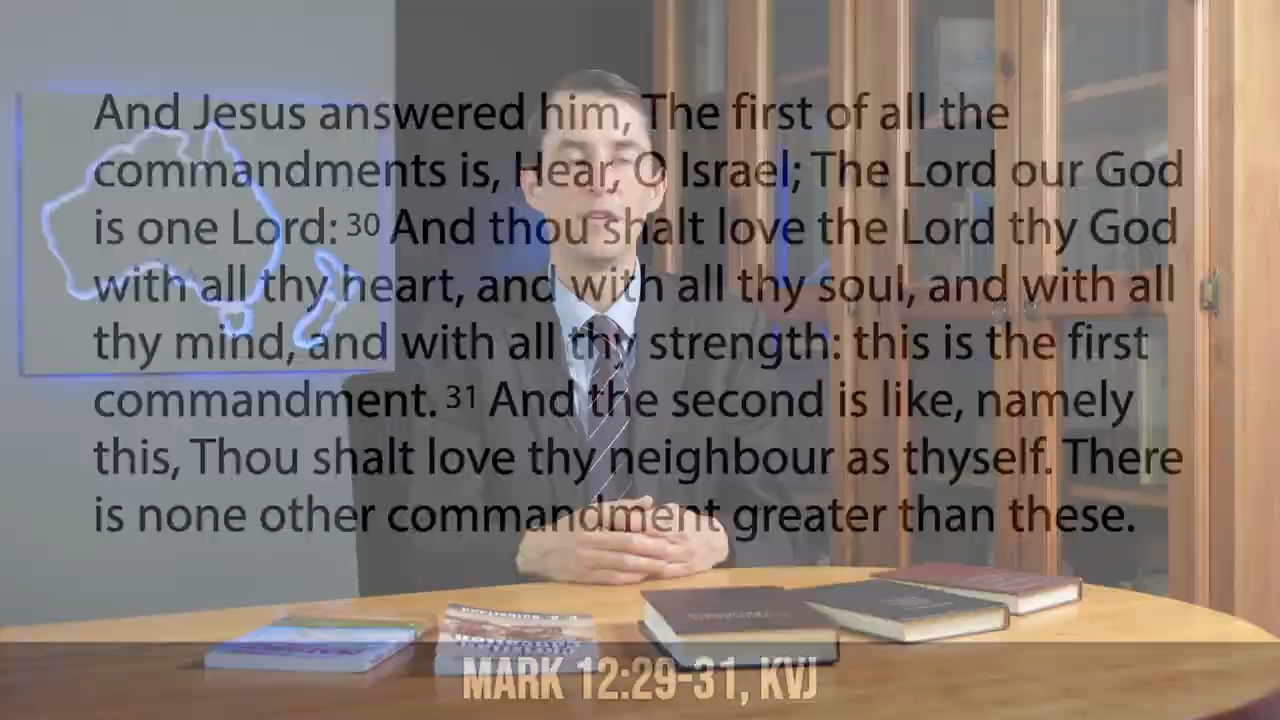 And Jesus answered him, The first of all the
commandments is, Hear, O Israel; The Lord our God
is one Lord: 30 And thou shalt love the Lord thy God
with all thy heart, and with all thy soul, and with all
thy mind, and with all thy strength: this is the first
commandment. 31 And the second is like, namely
this, Thou shalt love thy neighbour as thyself. There
is none other commandment greater than these.
MARK 12:29-31, KVJ